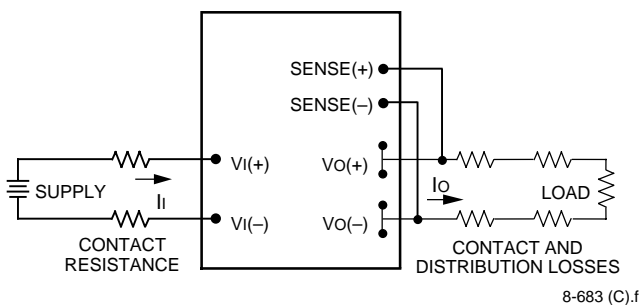 SENSE(+)
SENSE(–)
VI(+)
VO(+)
SUPPLY
II
IO
LOAD
VI(–)
VO(–)
CONTACT
RESISTANCE
CONTACT AND
DISTRIBUTION LOSSES
8-683 (C).f